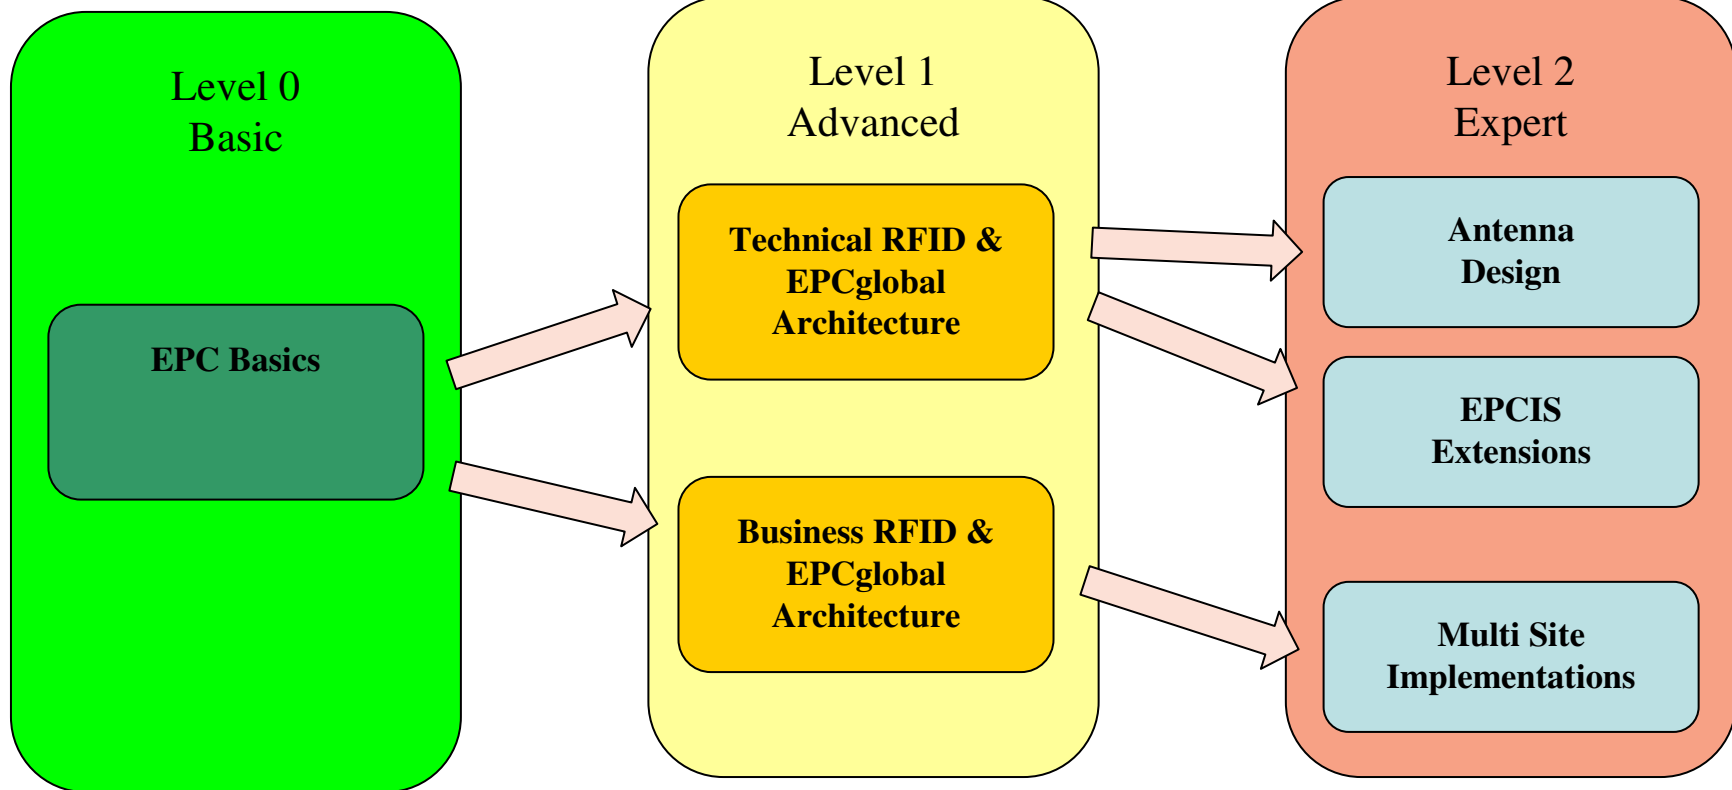 Level 0
Basic
EPC Basics
Level 1
Advanced
Technical RFID &
EPCglobal
Architecture
Business RFID &
EPCglobal
Architecture
Level 2
Expert
Antenna
Design
EPCIS
Extensions
Multi Site
Implementations